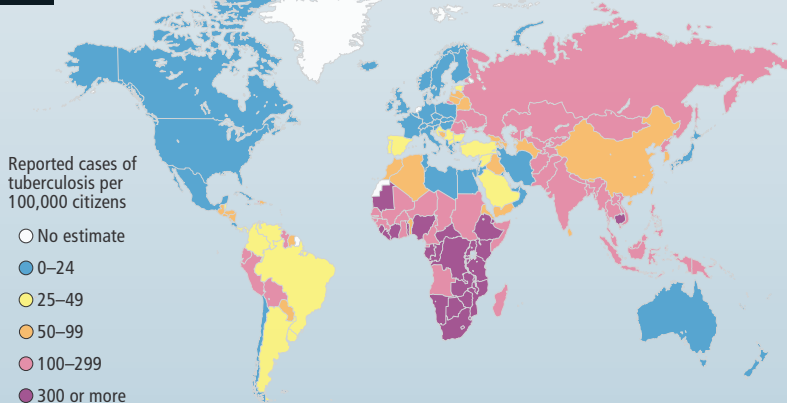 Reported cases of
tuberculosis per
100,000 citizens
No estimate
0–24
25–49
50–99
100–299
300 or more